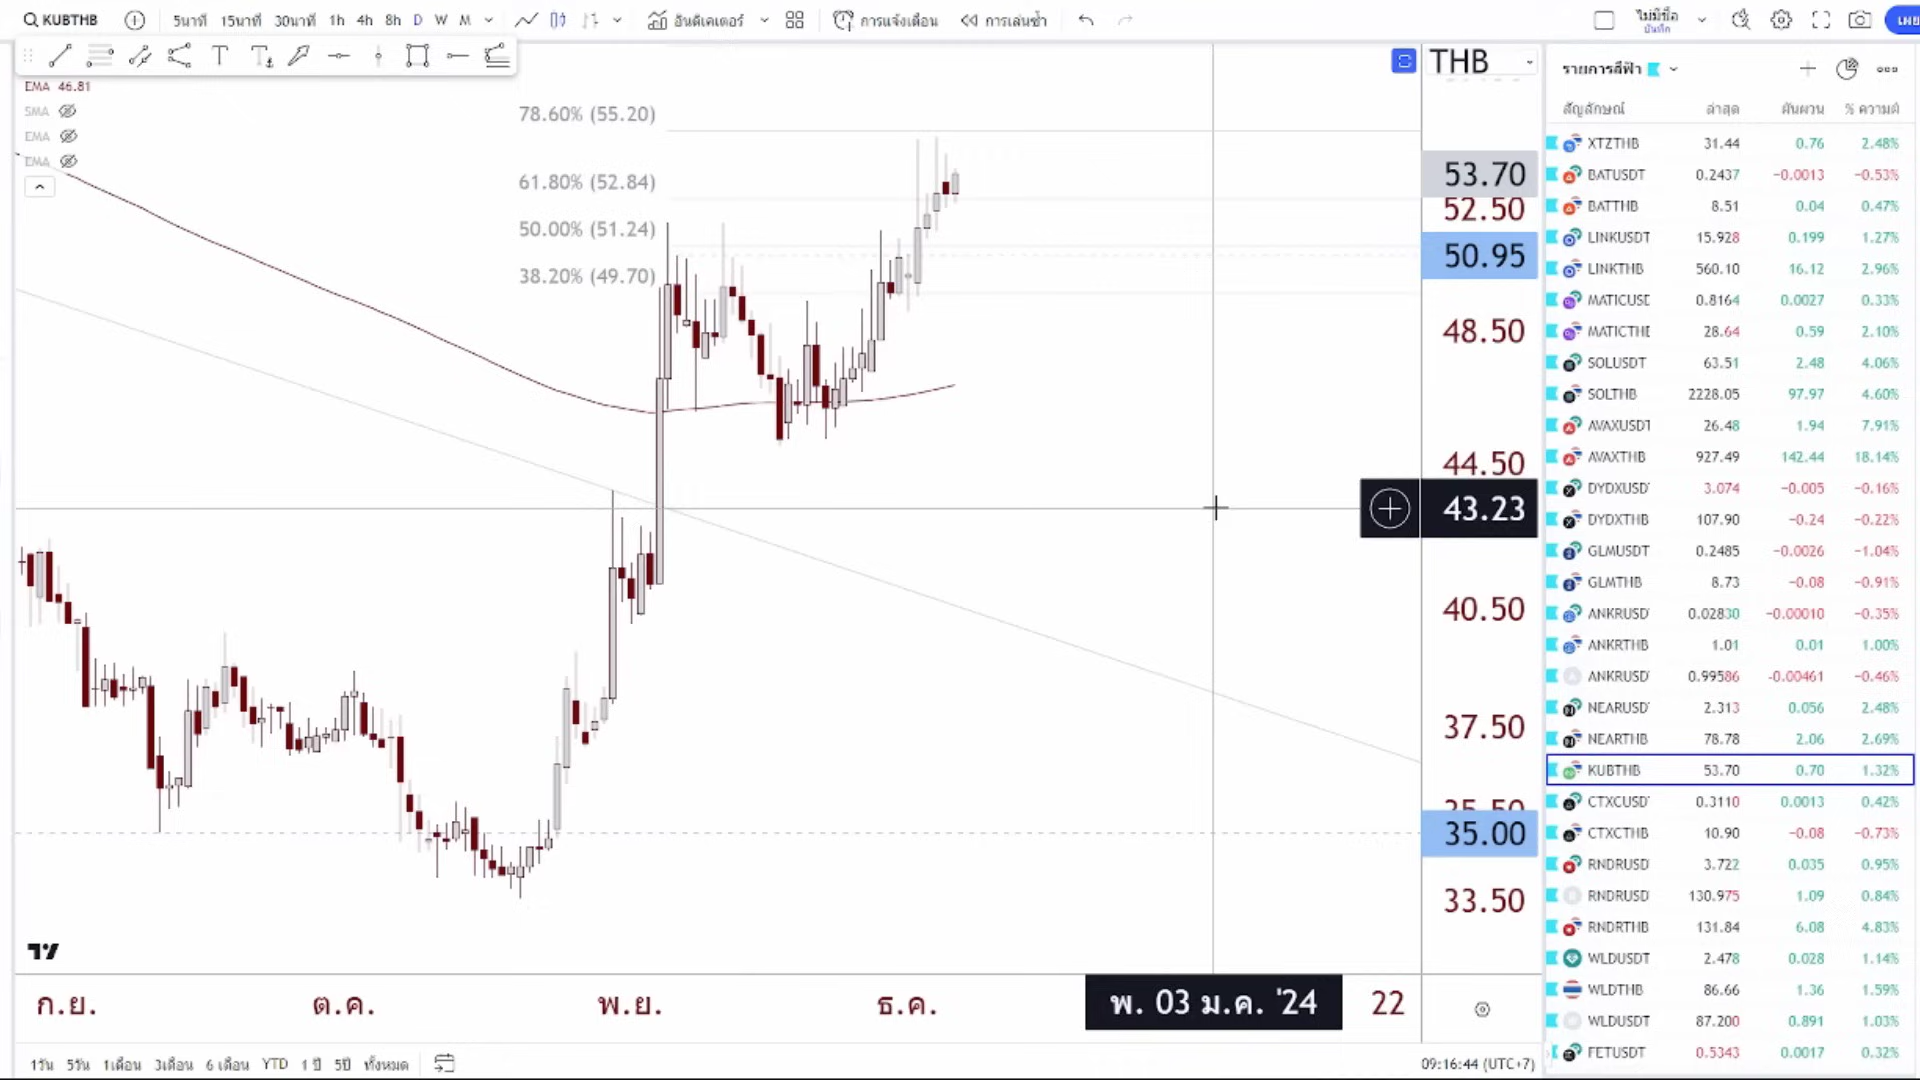 KUBTHB 5นาที 15นาที 30นาที 1h 4h 8h D W M อินดิเคเตอร์ การแจ้งเตือน การเล่นซ้ำ ไม่มีชื่อ
บันทึก
EMA 46.81
SMA
EMA
EMA
78.60% (55.20)
61.80% (52.84)
50.00% (51.24)
38.20% (49.70)
THB
53.70
52.50
50.95
48.50
44.50
43.23
40.50
37.50
35.00
33.50
ก.ย. ต.ค. พ.ย. ธ.ค. พ. 03 ม.ค. '24 22
1วัน 5วัน 1เดือน 3เดือน 6 เดือน YTD 1 ปี 5ปี ทั้งหมด 09:16:44 (UTC+7)
รายการสีฟ้า
สัญลักษณ์ ล่าสุด ผันผวน
XTZTHB 31.44 0.76 2.48%
BATUSDT 0.2437 −0.0013 −0.53%
BATTHB 8.51 0.04 0.47%
LINKUSDT 15.928 0.199 1.27%
LINKTHB 560.10 16.12 2.96%
MATICUSD 0.8164 0.0027 0.33%
MATICTHB 28.64 0.59 2.10%
SOLUSDT 63.51 2.48 4.06%
SOLTHB 2228.05 97.97 4.60%
AVAXUSDT 26.48 1.94 7.91%
AVAXTHB 927.49 142.44 18.14%
DYDXUSD 3.074 −0.005 −0.16%
DYDXTHB 107.90 −0.24 −0.22%
GLMUSDT 0.2485 −0.0026 −1.04%
GLMTHB 8.73 −0.08 −0.91%
ANKRUSD 0.02830 −0.00010 −0.35%
ANKRTHB 1.01 0.01 1.00%
ANKRUSD 0.99586 −0.00461 −0.46%
NEARUSD 2.313 0.056 2.48%
NEARTHB 78.78 2.06 2.69%
KUBTHB 53.70 0.70 1.32%
CTXCUSD 0.3110 0.0013 0.42%
CTXCTHB 10.90 −0.08 −0.73%
RNDRUSD 3.722 0.035 0.95%
RNDRUSD 130.975 1.09 0.84%
RNDRTHB 131.84 6.08 4.83%
WLDUSDT 2.478 0.028 1.14%
WLDTHB 86.66 1.36 1.59%
WLDUSDT 87.200 0.891 1.03%
FETUSDT 0.5343 0.0017 0.32%